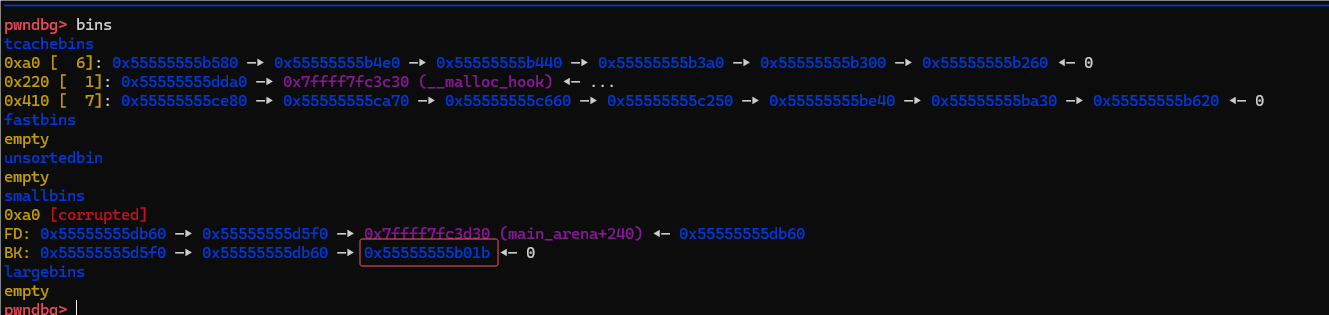 pwndbg> bins
tcachebins
0xa0 [  6]: 0x55555555b580 —▸ 0x55555555b4e0 —▸ 0x55555555b440 —▸ 0x55555555b3a0 —▸ 0x55555555b300 —▸ 0x55555555b260 ◂— 0
0x220 [  1]: 0x55555555dda0 —▸ 0x7ffff7fc3c30 (__malloc_hook) ◂— ...
0x410 [  7]: 0x55555555ce80 —▸ 0x55555555ca70 —▸ 0x55555555c660 —▸ 0x55555555c250 —▸ 0x55555555be40 —▸ 0x55555555ba30 —▸ 0x55555555b620 ◂— 0
fastbins
empty
unsortedbin
empty
smallbins
0xa0 [corrupted]
FD: 0x55555555db60 —▸ 0x55555555d5f0 —▸ 0x7ffff7fc3d30 (main_arena+240) ◂— 0x55555555db60
BK: 0x55555555d5f0 —▸ 0x55555555db60 —▸ 0x55555555b01b ◂— 0
largebins
empty
pwndbg>